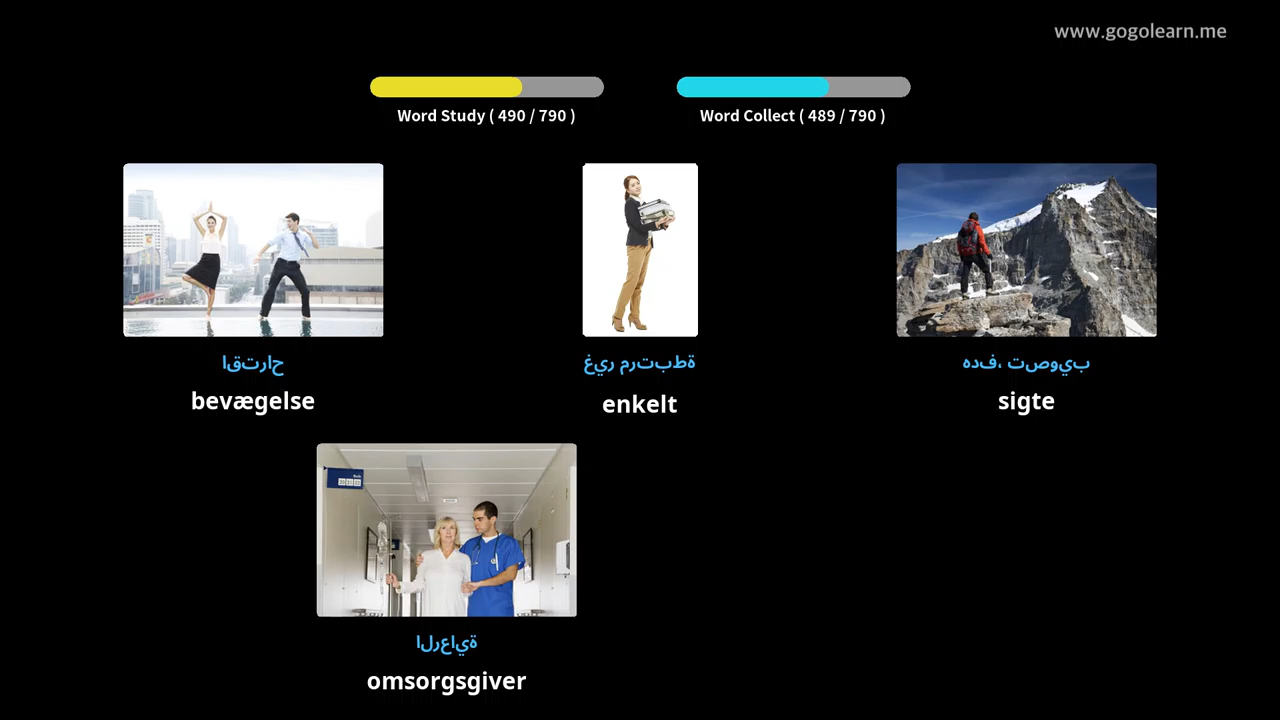 www.gogolearn.me
Word Study ( 490 / 790 )
Word Collect ( 489 / 790 )
اقتراح
bevægelse
غير مرتبطة
enkelt
هدف، تصويب
sigte
الرعاية
omsorgsgiver